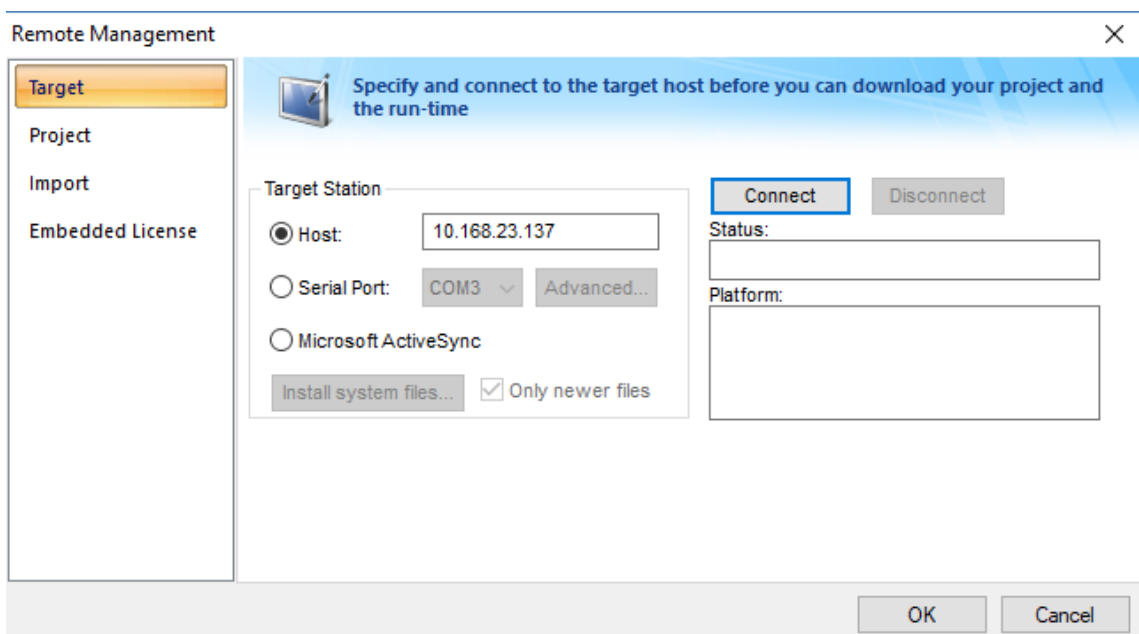 Remote Management
Target
Project
Import
Embedded License
Specify and connect to the target host before you can download your project and
the run-time
Target Station
Host: 10.168.23.137
Serial Port: COM3 Advanced...
Microsoft ActiveSync
Install system files... Only newer files
Connect Disconnect
Status:
Platform:
OK Cancel